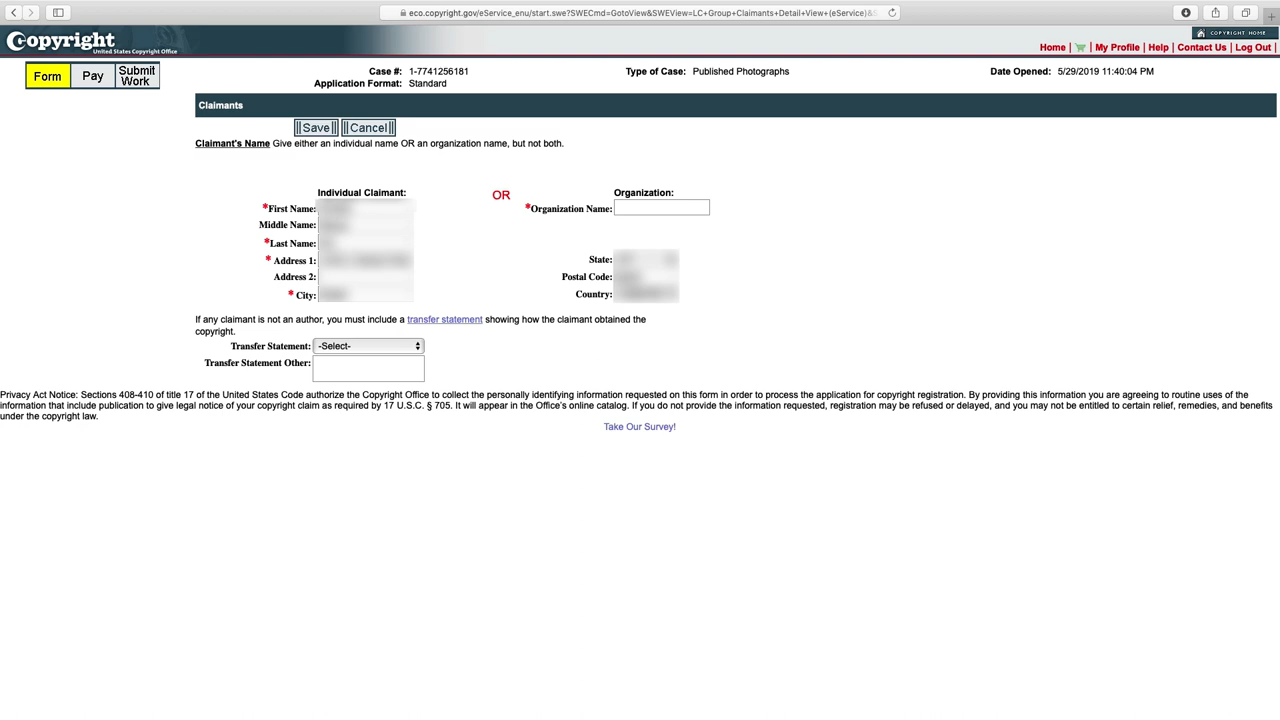 eco.copyright.gov/eService_enu/start.swe?SWECmd=GotoView&SWEView=LC+Group+Claimants+Detail+View+(eService)&
Copyright
United States Copyright Office
COPYRIGHT HOME
Home | My Profile | Help | Contact Us | Log Out |
Form Pay Submit Work
Case #: 1-7741256181 Type of Case: Published Photographs Date Opened: 5/29/2019 11:40:04 PM
Application Format: Standard
Claimants
Save Cancel
Claimant's Name Give either an individual name OR an organization name, but not both.
Individual Claimant: OR Organization:
*First Name: *Organization Name:
Middle Name:
*Last Name:
* Address 1: State:
Address 2: Postal Code:
* City: Country:
If any claimant is not an author, you must include a transfer statement showing how the claimant obtained the
copyright.
Transfer Statement: -Select-
Transfer Statement Other:
Privacy Act Notice: Sections 408-410 of title 17 of the United States Code authorize the Copyright Office to collect the personally identifying information requested on this form in order to process the application for copyright registration. By providing this information you are agreeing to routine uses of the
information that include publication to give legal notice of your copyright claim as required by 17 U.S.C. § 705. It will appear in the Office's online catalog. If you do not provide the information requested, registration may be refused or delayed, and you may not be entitled to certain relief, remedies, and benefits
under the copyright law.
Take Our Survey!